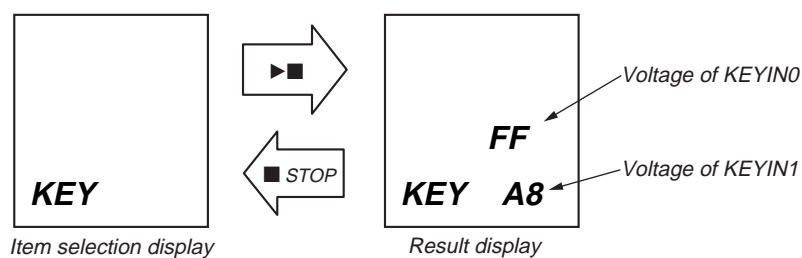 Voltage of KEYIN0
FF
■ STOP
Voltage of KEYIN1
KEY
KEY A8
Item selection display
Result display